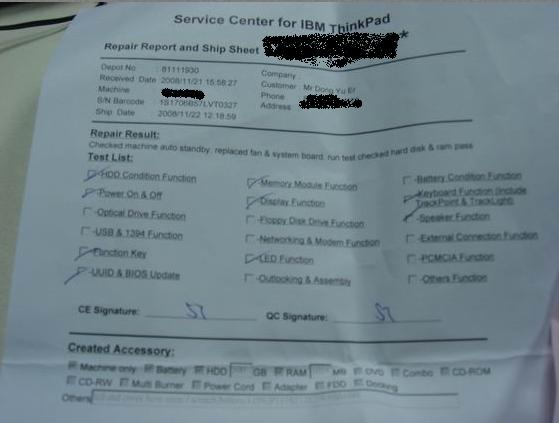 Service Center for IBM ThinkPad
Repair Report and Ship Sheet *
Depot No : 81111930
Received Date 2008/11/21 15:58:27
Machine
S/N Barcode : 1S170657LVT0327
Ship Date : 2008/11/22 12:18:59
Company :
Customer : Mr Dong Yu
Phone
Address
Repair Result:
Checked machine auto standby, replaced fan & system board, run test checked hard disk & ram pass
Test List:
-HDD Condition Function
-Memory Module Function
-Battery Condition Function
-Power On & Off
-Display Function
-Keyboard Function (Include TrackPoint & TrackLight)
-Optical Drive Function
-Floppy Disk Drive Function
-Speaker Function
-USB & 1394 Function
-Networking & Modem Function
-External Connection Function
-Function Key
-LED Function
-PCMCIA Function
-UUID & BIOS Update
-Outlooking & Assembly
-Others Function
CE Signature:
QC Signature:
Created Accessory:
Machine only Battery HDD GB RAM MB DVD Combo CD-ROM
CD-RW Multi Burner Power Cord Adapter FDD Docking
Others